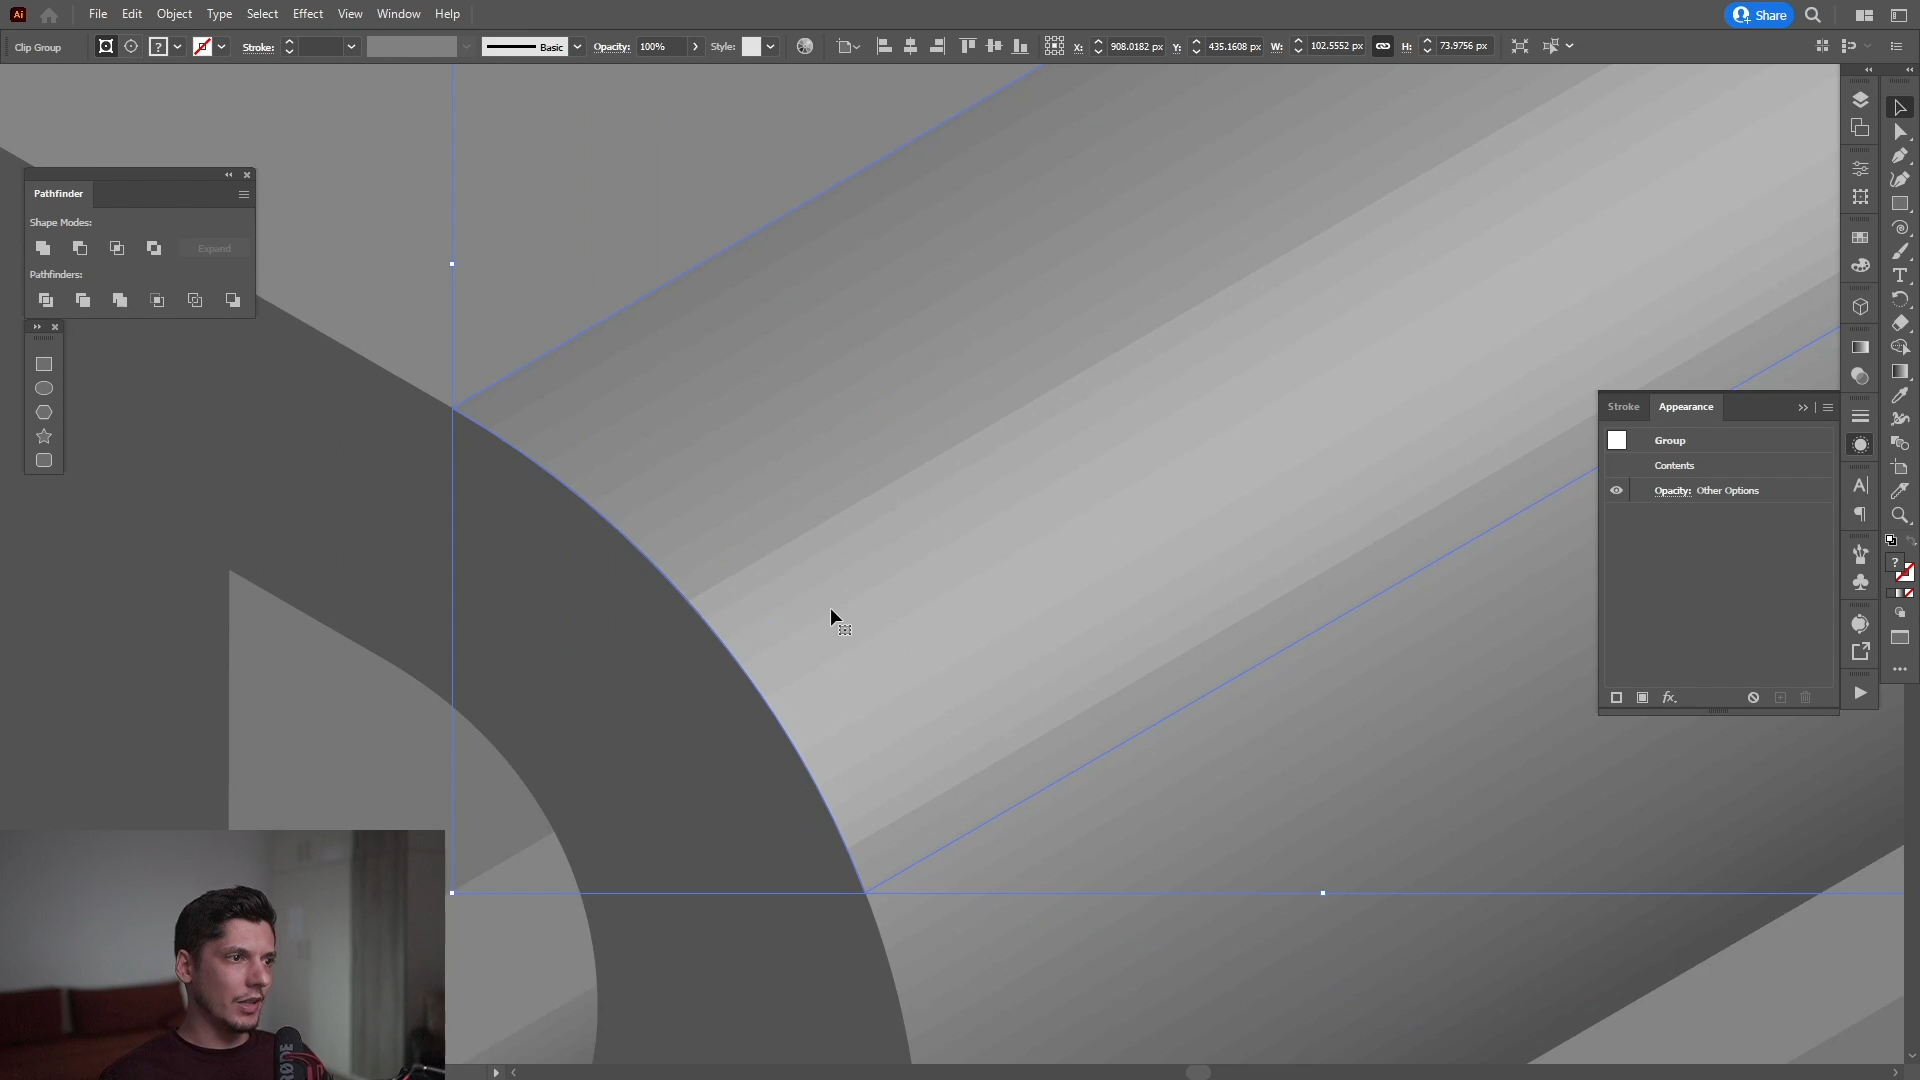 Ai File Edit Object Type Select Effect View Window Help Share
Clip Group ? Stroke: Basic Opacity: 100% Style: X: 908.0182 px Y: 435.1608 px W: 102.5552 px H: 73.9756 px
Pathfinder
Shape Modes:
Expand
Pathfinders:
Stroke Appearance
Group
Contents
Opacity: Other Options
fx
A
T
?
RØDE